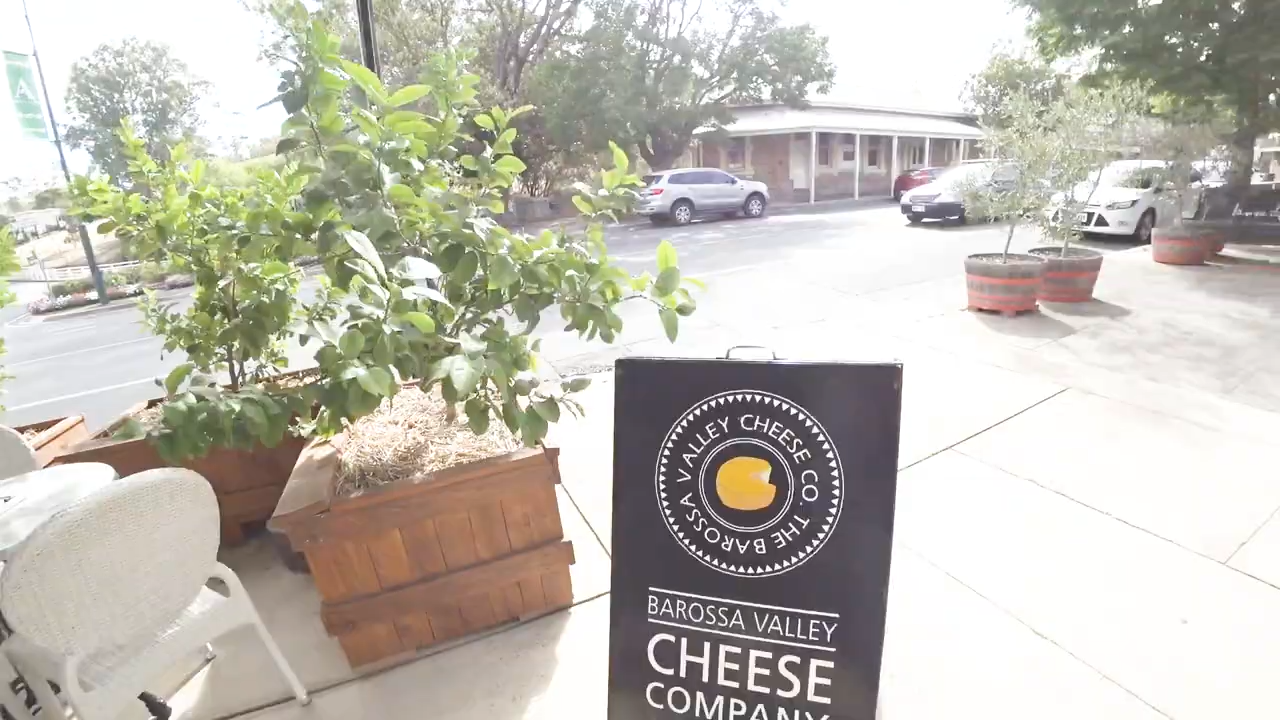 THE BAROSSA VALLEY CHEESE CO.
BAROSSA VALLEY
CHEESE
COMPANY
A